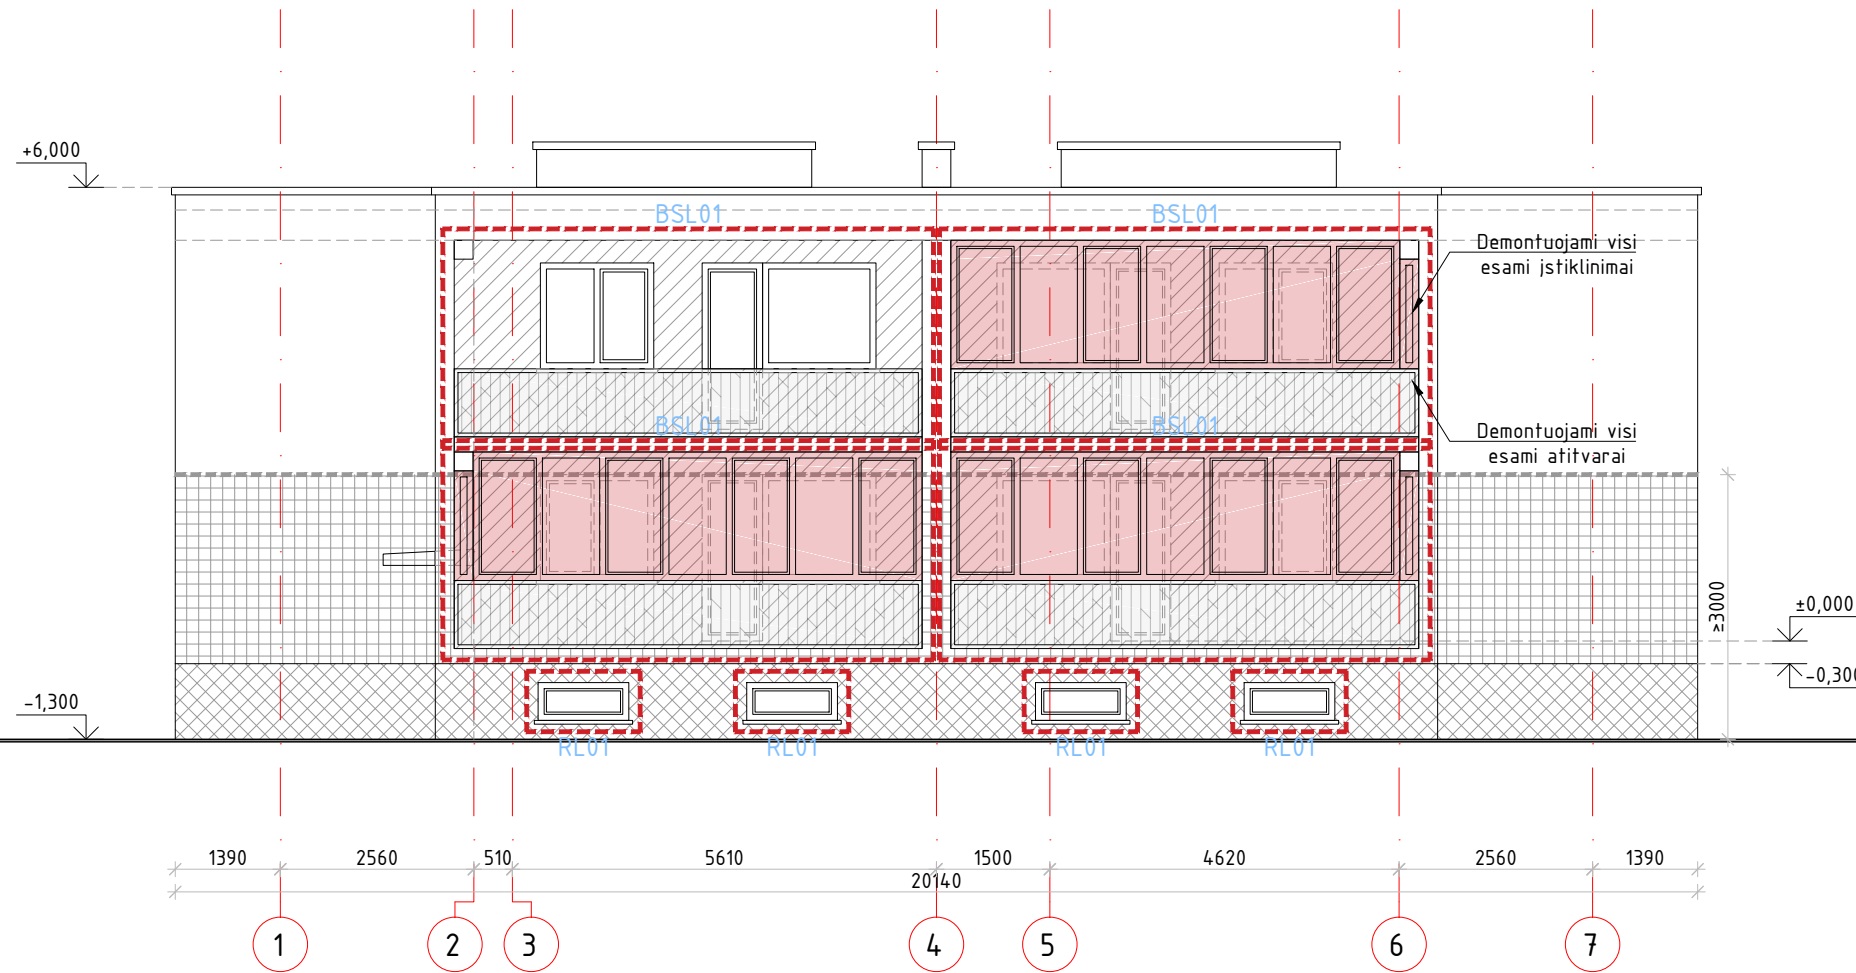 +6,000
BSL01
BSL01
Demontuojami visi
esami įstiklinimai
BSL01
BSL01
Demontuojami visi
esami atitvarai
≥3000
±0,000
-0,300
-1,300
RL01
RL01
RL01
RL01
1390
2560
510
5610
1500
4620
2560
1390
20140
1
2
3
4
5
6
7